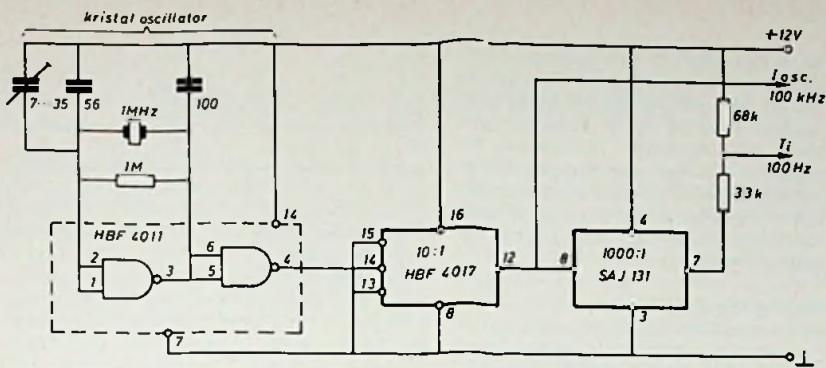 kristal oscillator
+12V
7...35
56
100
1MHz
1M
I osc.
100 kHz
68k
Ti
100 Hz
33k
14
HBF 4011
2
1
3
6
5
4
7
15
14
13
16
10:1
HBF 4017
12
8
4
8
1000:1
SAJ 131
7
3